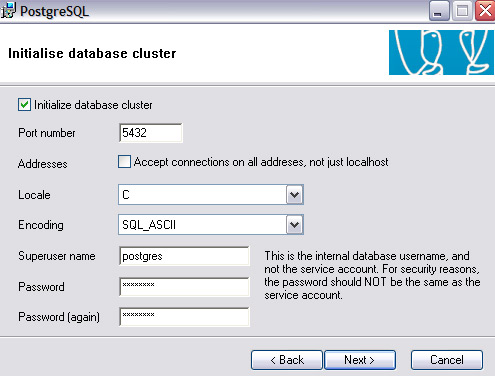 PostgreSQL
Initialise database cluster
Initialize database cluster
Port number 5432
Addresses Accept connections on all addreses, not just localhost
Locale C
Encoding SQL_ASCII
Superuser name postgres
This is the internal database username, and
not the service account. For security reasons,
the password should NOT be the same as the
service account.
Password ********
Password (again) ********
< Back Next > Cancel